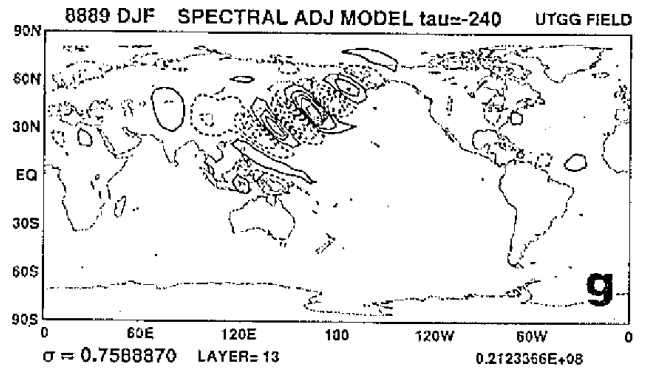 8889 DJF SPECTRAL ADJ MODEL tau=-240 UTGG FIELD
90N
60N
30N
EQ
30S
60S
90S
g
0 60E 120E 180 120W 60W 0
σ = 0.7588870 LAYER= 13 0.2123366E+08